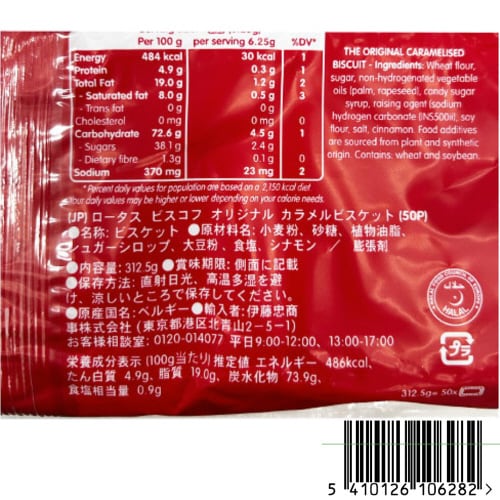 Per 100 g per serving 6.25g %DV*
Energy 484 kcal 30 kcal 1
Protein 4.9 g 0.3 g 1
Total Fat 19.0 g 1.2 g 2
- Saturated Fat 8.0 g 0.5 g 3
- Trans fat 0 g 0 g
Cholesterol 0 mg 0 mg 0
Carbohydrate 72.6 g 4.5 g 1
- Sugars 38.1 g 2.4 g
- Dietary fibre 1.3g 0.1 g 0
Sodium 370 mg 23 mg 2
*Percent daily values for population are based on a 2,150 kcal diet
Your daily values may be higher or lower depending on your calorie needs.
THE ORIGINAL CARAMELISED
BISCUIT - Ingredients: Wheat flour,
sugar, non-hydrogenated vegetable
oils (palm, rapeseed), candy sugar
syrup, raising agent (sodium
hydrogen carbonate (INS500ii), soy
flour, salt, cinnamon. Food additives
are sourced from plant and synthetic
origin. Contains: wheat and soybean.
(JP) ロータス ビスコフ オリジナル カラメルビスケット (50P)
●名称: ビスケット ●原材料名: 小麦粉、砂糖、植物油脂、
シュガーシロップ、大豆粉、食塩、シナモン / 膨張剤
●内容量: 312.5g ●賞味期限: 側面に記載
●保存方法: 直射日光、高温多湿を避
け、涼しいところで保存してください。
●原産国名: ベルギー ●輸入者: 伊藤忠商
事株式会社 (東京都港区北青山2-5-1)
お客様相談室: 0120-014077 平日9:00-12:00、13:00-17:00
栄養成分表示 (100g当たり) 推定値 エネルギー 486kcal、
たん白質 4.9g、脂質 19.0g、炭水化物 73.9g、
食塩相当量 0.9g
HALAL
プラ
312.5g= 50x
5 410126 106282 >